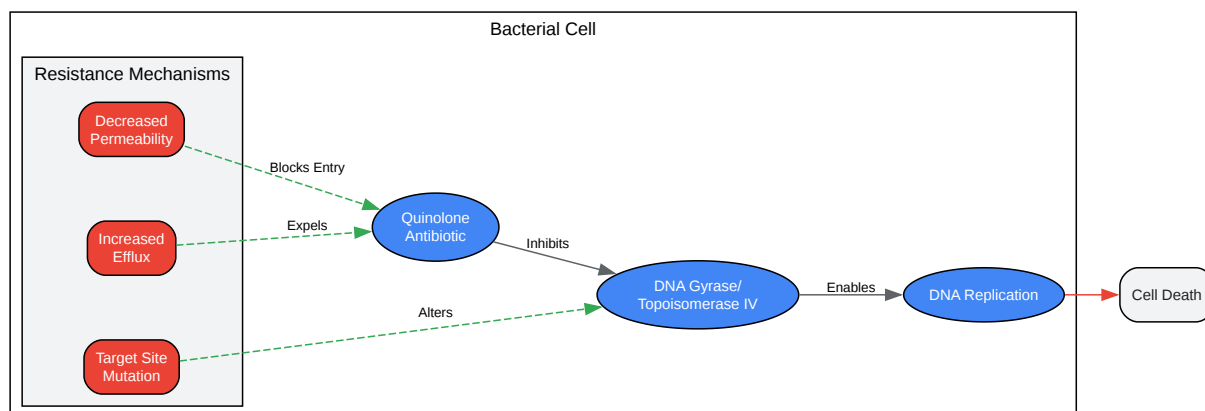 Bacterial Cell
Resistance Mechanisms
Decreased
Permeability
Blocks Entry
Increased
Efflux
Expels
Quinolone
Antibiotic
Inhibits
Target Site
Mutation
Alters
DNA Gyrase/
Topoisomerase IV
Enables
DNA Replication
Cell Death